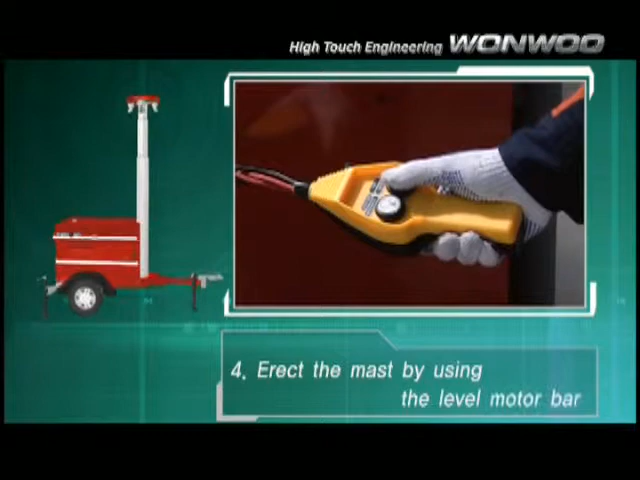 High Touch Engineering WONWOO
4. Erect the mast by using
the level motor bar